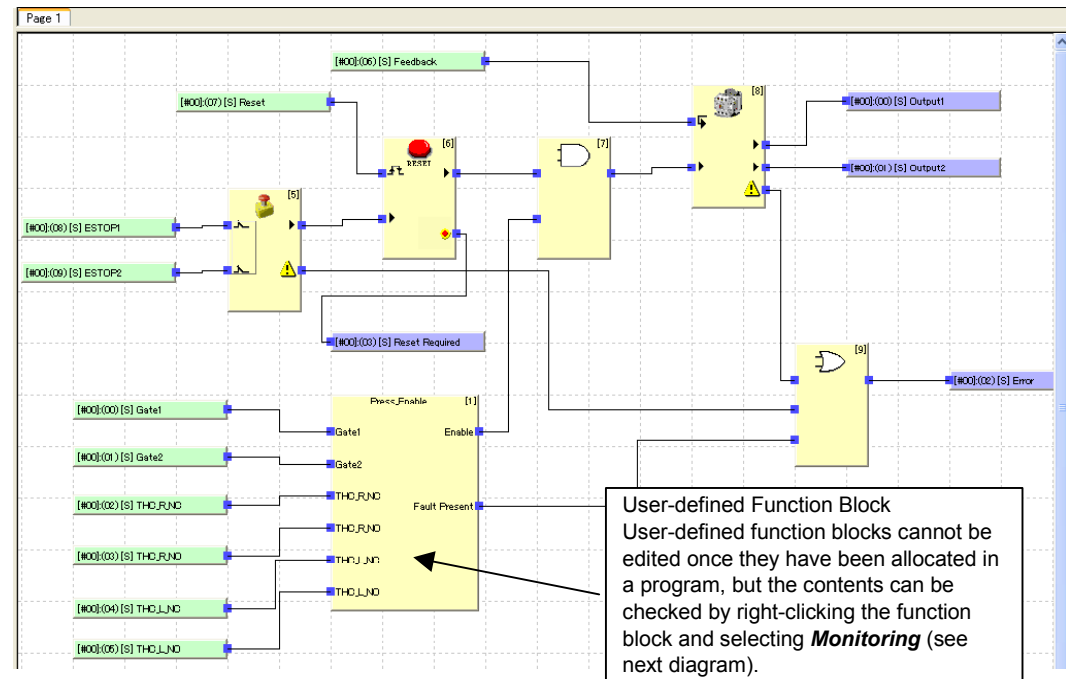 Page 1
[#00]:(06) [S] Feedback
[8]
[#00]:(07) [S] Reset
[#00]:(00) [S] Output1
[6]
RESET
[7]
[#00]:(01) [S] Output2
[5]
[#00]:(08) [S] ESTOP1
[#00]:(09) [S] ESTOP2
[#00]:(03) [S] Reset Required
[9]
[#00]:(02) [S] Error
Press_Enable [1]
[#00]:(00) [S] Gate1
Gate1 Enable
[#00]:(01) [S] Gate2
Gate2
[#00]:(02) [S] THC_R_NC
THC_R_NC
Fault Present
[#00]:(03) [S] THC_R_NO
THC_R_NO
[#00]:(04) [S] THC_L_NC
THC_L_NC
[#00]:(05) [S] THC_L_NO
THC_L_NO
User-defined Function Block
User-defined function blocks cannot be
edited once they have been allocated in
a program, but the contents can be
checked by right-clicking the function
block and selecting Monitoring (see
next diagram).